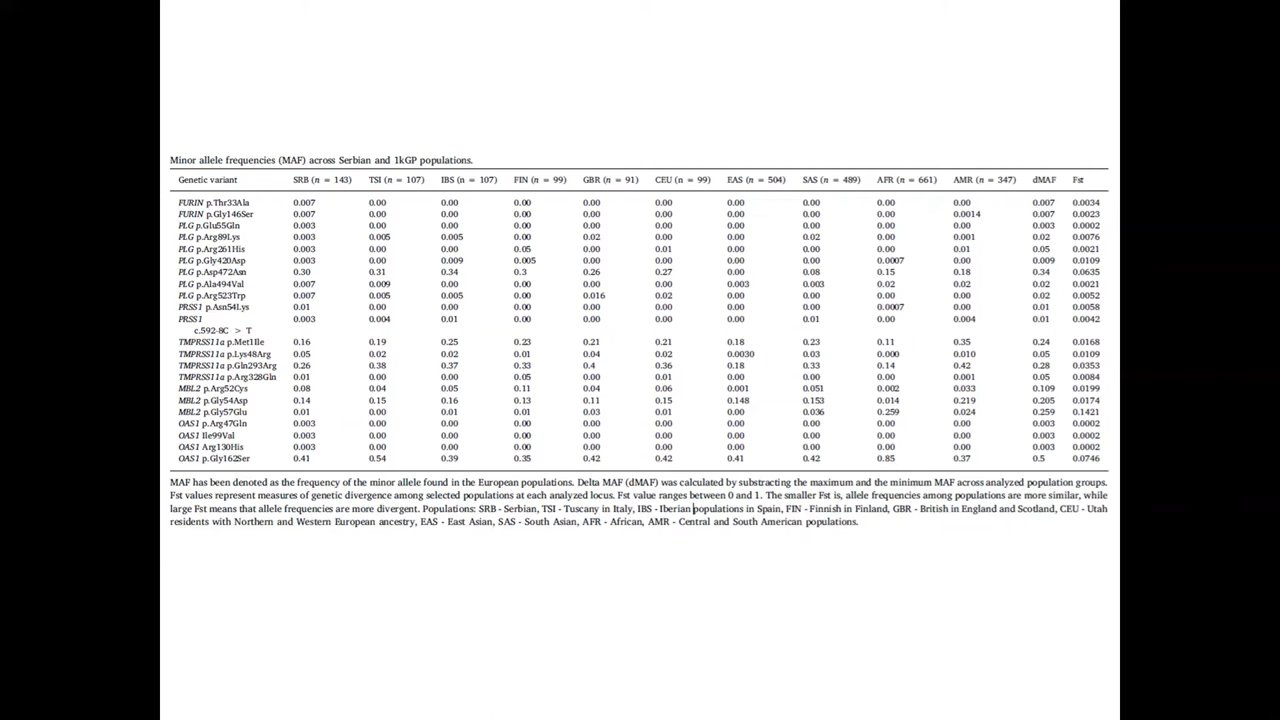 Minor allele frequencies (MAF) across Serbian and 1kGP populations.
Genetic variant SRB (n = 143) TSI (n = 107) IBS (n = 107) FIN (n = 99) GBR (n = 91) CEU (n = 99) EAS (n = 504) SAS (n = 489) AFR (n = 661) AMR (n = 347) dMAF Fst
FURIN p.Thr33Ala 0.007 0.00 0.00 0.00 0.00 0.00 0.00 0.00 0.00 0.00 0.007 0.0034
FURIN p.Gly146Ser 0.007 0.00 0.00 0.00 0.00 0.00 0.00 0.00 0.00 0.0014 0.007 0.0023
PLG p.Glu55Gln 0.003 0.00 0.00 0.00 0.00 0.00 0.00 0.00 0.00 0.00 0.003 0.0002
PLG p.Arg89Lys 0.003 0.005 0.005 0.00 0.02 0.00 0.00 0.02 0.00 0.001 0.02 0.0076
PLG p.Arg261His 0.003 0.00 0.00 0.05 0.00 0.01 0.00 0.00 0.00 0.01 0.05 0.0021
PLG p.Gly420Asp 0.003 0.00 0.009 0.005 0.00 0.00 0.00 0.00 0.0007 0.00 0.009 0.0109
PLG p.Asp472Asn 0.30 0.31 0.34 0.3 0.26 0.27 0.00 0.08 0.15 0.18 0.34 0.0635
PLG p.Ala494Val 0.007 0.009 0.00 0.00 0.00 0.00 0.003 0.003 0.02 0.02 0.02 0.0021
PLG p.Arg523Trp 0.007 0.005 0.005 0.00 0.016 0.02 0.00 0.00 0.00 0.00 0.02 0.0052
PRSS1 p.Asn54Lys 0.01 0.00 0.00 0.00 0.00 0.00 0.00 0.00 0.0007 0.00 0.01 0.0058
PRSS1 0.003 0.004 0.01 0.00 0.00 0.00 0.00 0.01 0.00 0.004 0.01 0.0042
c.592-8C > T
TMPRSS11a p.Met1Ile 0.16 0.19 0.25 0.23 0.21 0.21 0.18 0.23 0.11 0.35 0.24 0.0168
TMPRSS11a p.Lys48Arg 0.05 0.02 0.02 0.01 0.04 0.02 0.0030 0.03 0.000 0.010 0.05 0.0109
TMPRSS11a p.Gln293Arg 0.26 0.38 0.37 0.33 0.4 0.36 0.18 0.33 0.14 0.42 0.28 0.0353
TMPRSS11a p.Arg328Gln 0.01 0.00 0.00 0.05 0.00 0.01 0.00 0.00 0.00 0.001 0.05 0.0084
MBL2 p.Arg52Cys 0.08 0.04 0.05 0.11 0.04 0.06 0.001 0.051 0.002 0.033 0.109 0.0199
MBL2 p.Gly54Asp 0.14 0.15 0.16 0.13 0.11 0.15 0.148 0.153 0.014 0.219 0.205 0.0174
MBL2 p.Gly57Glu 0.01 0.00 0.01 0.01 0.03 0.01 0.00 0.036 0.259 0.024 0.259 0.1421
OAS1 p.Arg47Gln 0.003 0.00 0.00 0.00 0.00 0.00 0.00 0.00 0.00 0.00 0.003 0.0002
OAS1 Ile99Val 0.003 0.00 0.00 0.00 0.00 0.00 0.00 0.00 0.00 0.00 0.003 0.0002
OAS1 Arg130His 0.003 0.00 0.00 0.00 0.00 0.00 0.00 0.00 0.00 0.00 0.003 0.0002
OAS1 p.Gly162Ser 0.41 0.54 0.39 0.35 0.42 0.42 0.41 0.42 0.85 0.37 0.5 0.0746
MAF has been denoted as the frequency of the minor allele found in the European populations. Delta MAF (dMAF) was calculated by substracting the maximum and the minimum MAF across analyzed population groups.
Fst values represent measures of genetic divergence among selected populations at each analyzed locus. Fst value ranges between 0 and 1. The smaller Fst is, allele frequencies among populations are more similar, while
large Fst means that allele frequencies are more divergent. Populations: SRB - Serbian, TSI - Tuscany in Italy, IBS - Iberian populations in Spain, FIN - Finnish in Finland, GBR - British in England and Scotland, CEU - Utah
residents with Northern and Western European ancestry, EAS - East Asian, SAS - South Asian, AFR - African, AMR - Central and South American populations.